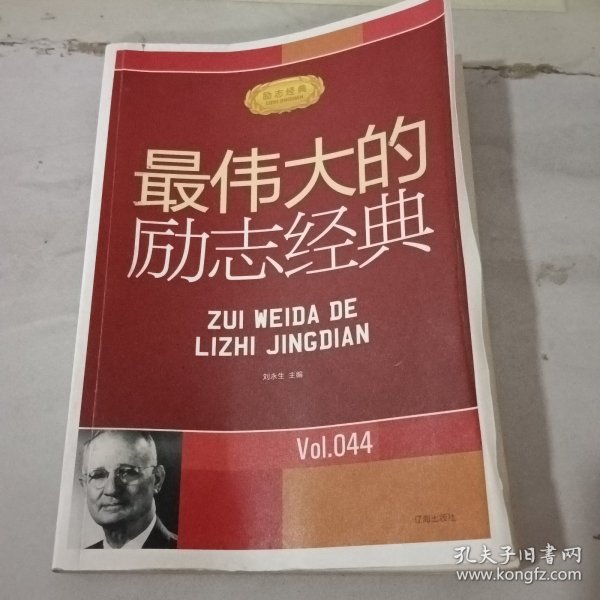 励志经典
LIZHI JINGDIAN
最伟大的
励志经典
ZUI WEIDA DE
LIZHI JINGDIAN
刘永生 主编
Vol.044
辽海出版社
孔夫子旧书网
www.kongfz.com